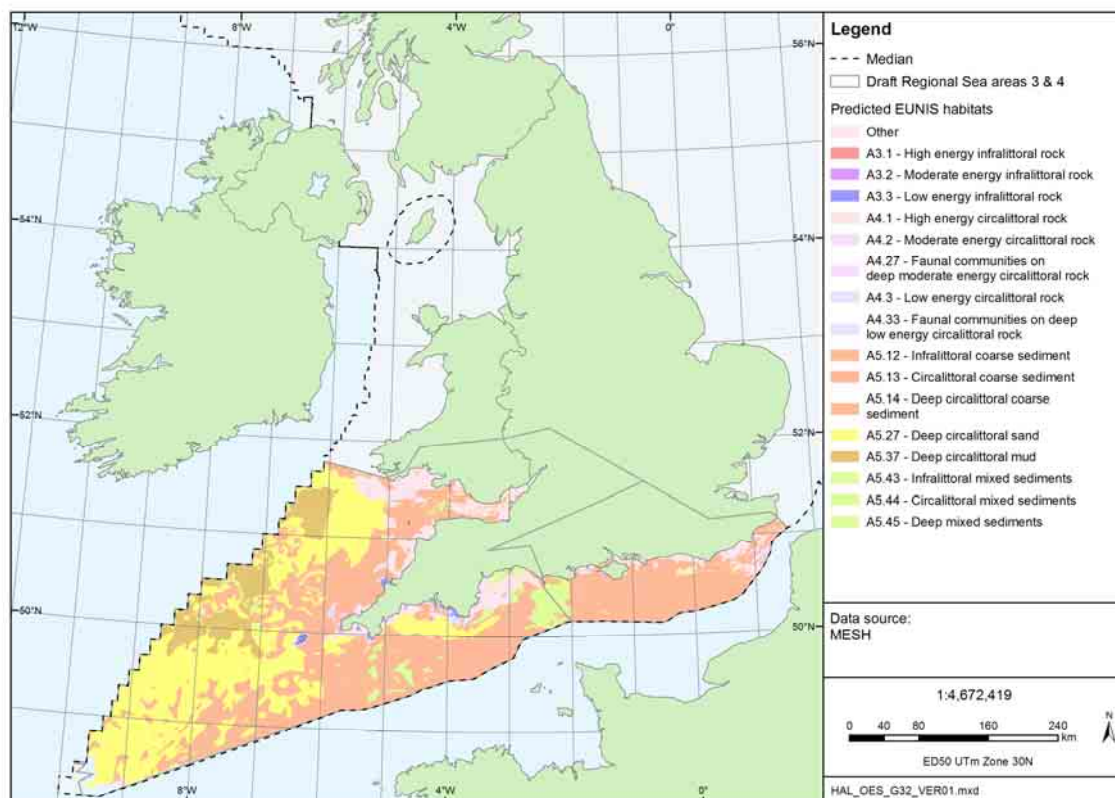 12°W
8°W
4°W
0°
56°N
54°N
54°N
52°N
52°N
50°N
50°N
8°W
4°W
0°
Legend
Median
Draft Regional Sea areas 3 & 4
Predicted EUNIS habitats
Other
A3.1 - High energy infralittoral rock
A3.2 - Moderate energy infralittoral rock
A3.3 - Low energy infralittoral rock
A4.1 - High energy circalittoral rock
A4.2 - Moderate energy circalittoral rock
A4.27 - Faunal communities on
deep moderate energy circalittoral rock
A4.3 - Low energy circalittoral rock
A4.33 - Faunal communities on deep
low energy circalittoral rock
A5.12 - Infralittoral coarse sediment
A5.13 - Circalittoral coarse sediment
A5.14 - Deep circalittoral coarse
sediment
A5.27 - Deep circalittoral sand
A5.37 - Deep circalittoral mud
A5.43 - Infralittoral mixed sediments
A5.44 - Circalittoral mixed sediments
A5.45 - Deep mixed sediments
Data source:
MESH
1:4,672,419
N
0 40 80 160 240
km
ED50 UTm Zone 30N
HAL_OES_G32_VER01.mxd